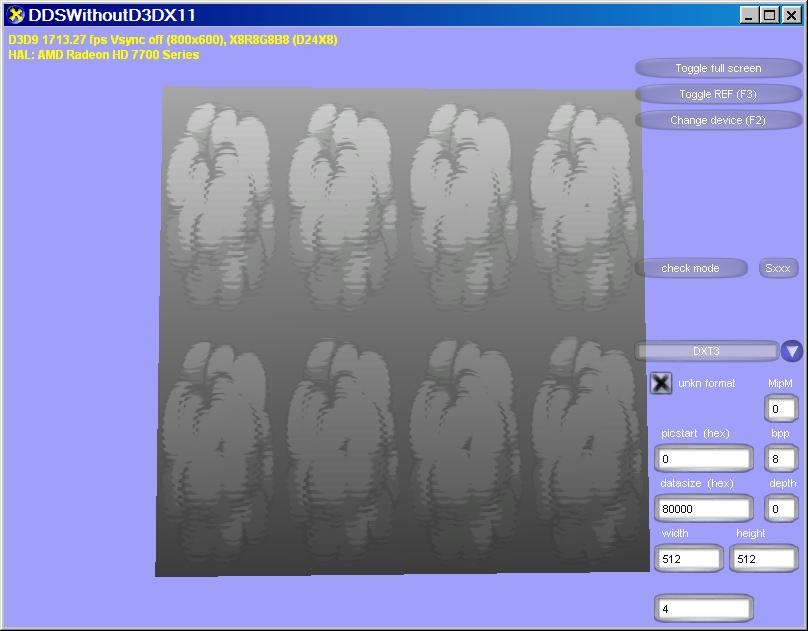 DDSWithoutD3DX11
D3D9 1713.27 fps Vsync off (800x600), X8R8G8B8 (D24X8)
HAL: AMD Radeon HD 7700 Series
Toggle full screen
Toggle REF (F3)
Change device (F2)
check mode Sxxx
DXT3
unkn format MipM
0
picstart (hex) bpp
0 8
datasize (hex) depth
80000 0
width height
512 512
4